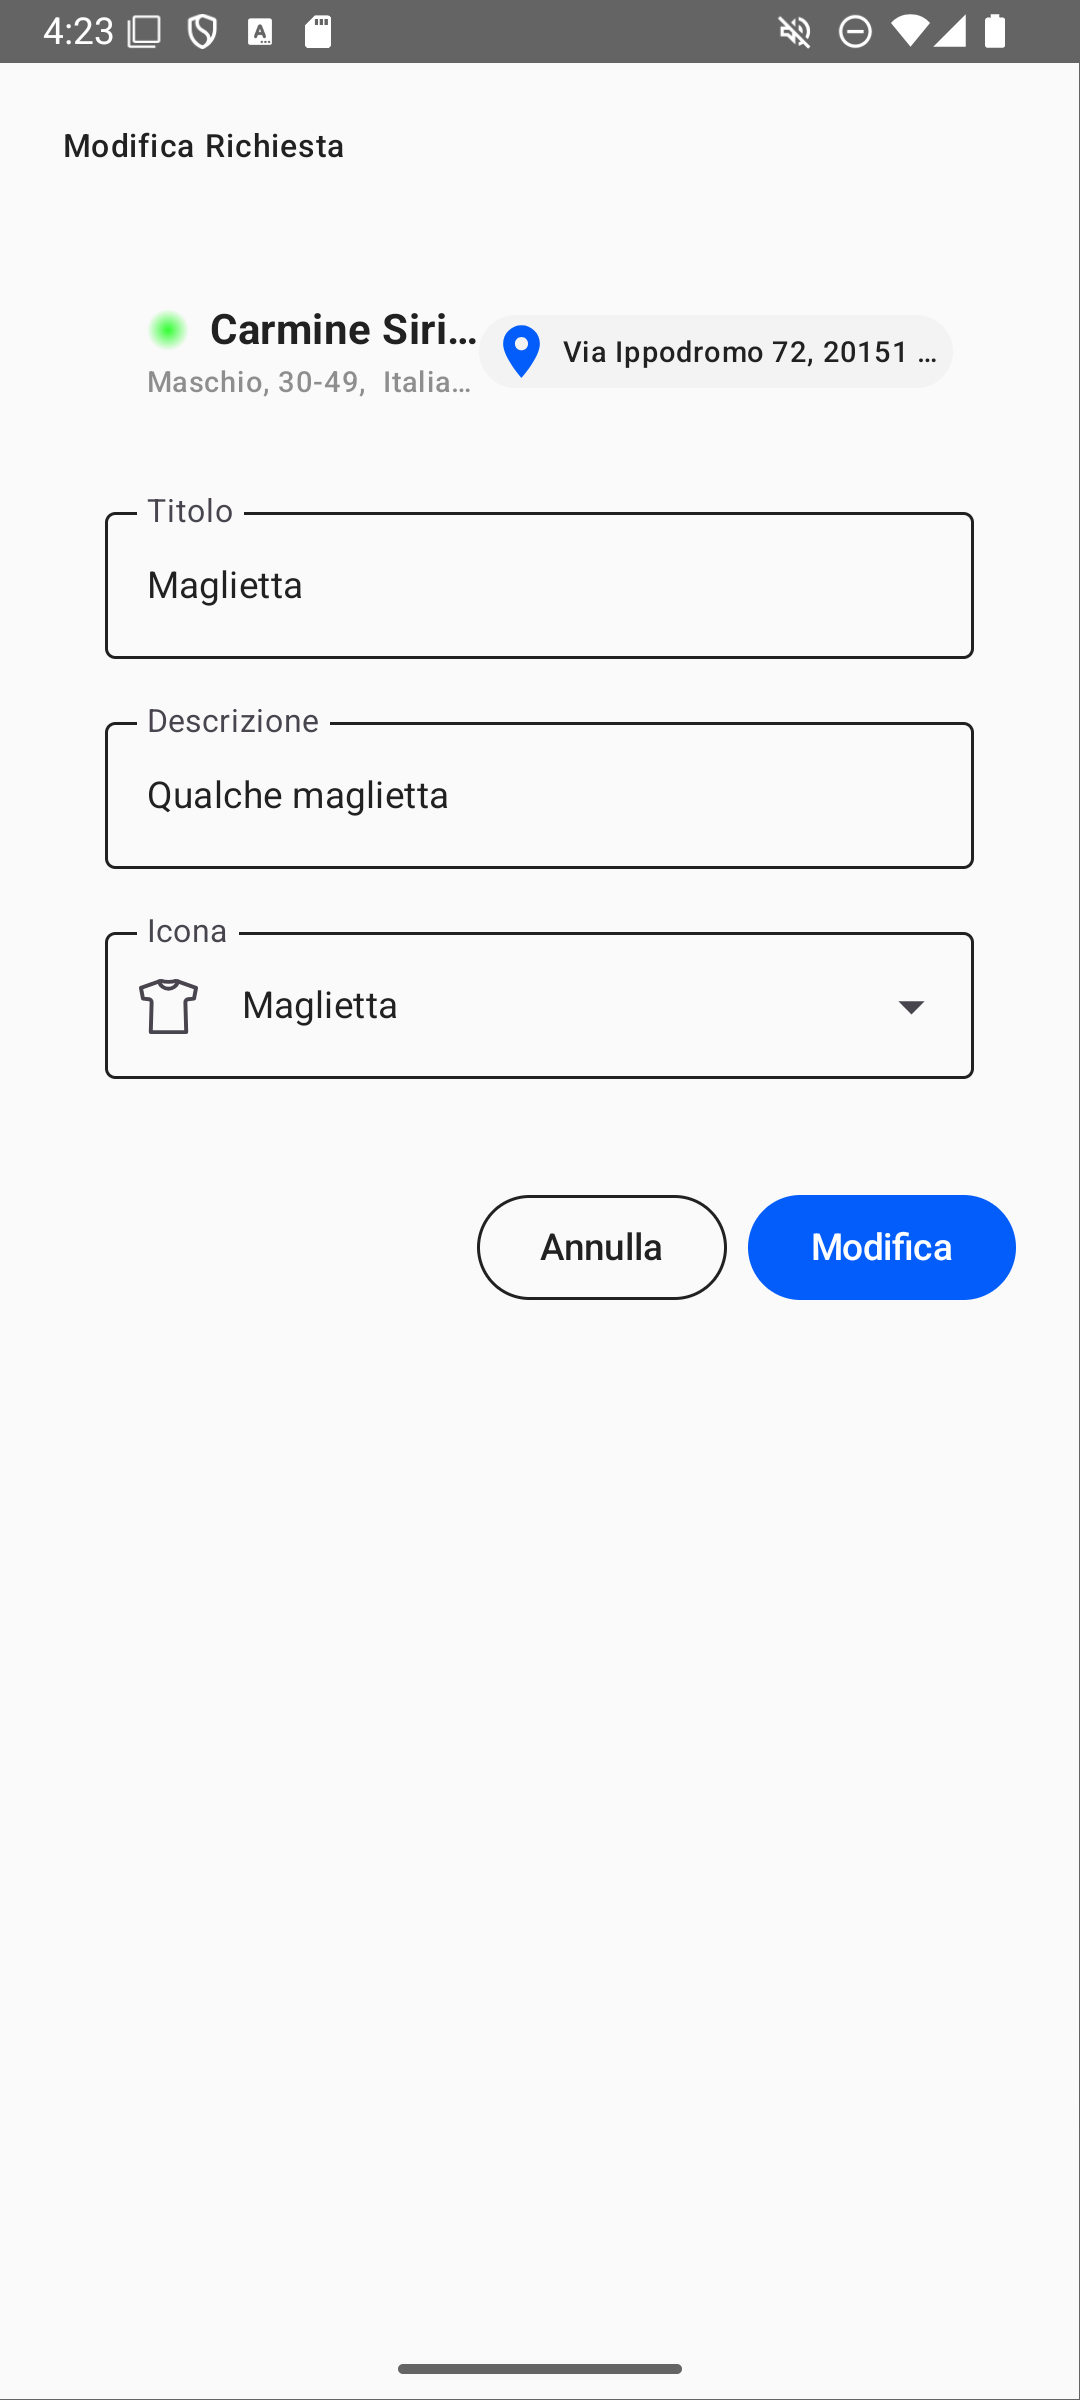 4:23
Modifica Richiesta
Carmine Siri...
Via Ippodromo 72, 20151 ...
Maschio, 30-49, Italia...
Titolo
Maglietta
Descrizione
Qualche maglietta
Icona
Maglietta
Annulla
Modifica